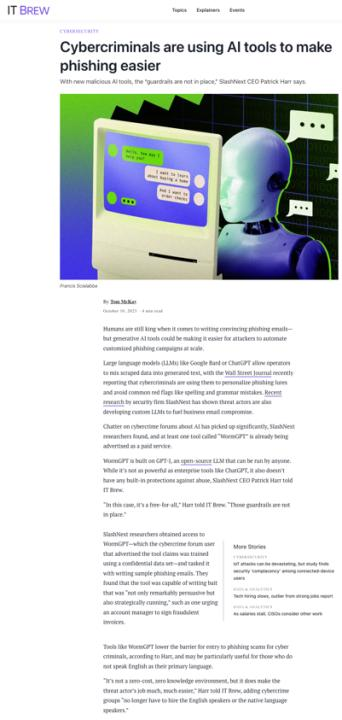 IT BREW
Topics Explainers Events
CYBERSECURITY
Cybercriminals are using AI tools to make
phishing easier
With new malicious AI tools, the "guardrails are not in place," SlashNext CEO Patrick Harr says.
Hello, how may I
help you?
I want to learn
about buying a home
And I want to
order checks
Francis Scialabba
By Tom McKay
October 10, 2023 · 4 min read
Humans are still king when it comes to writing convincing phishing emails—
but generative AI tools could be making it easier for attackers to automate
customized phishing campaigns at scale.
Large language models (LLMs) like Google Bard or ChatGPT allow operators
to mix scraped data into generated text, with the Wall Street Journal recently
reporting that cybercriminals are using them to personalize phishing lures
and avoid common red flags like spelling and grammar mistakes. Recent
research by security firm SlashNext has shown threat actors are also
developing custom LLMs to fuel business email compromise.
Chatter on cybercrime forums about AI has picked up significantly, SlashNext
researchers found, and at least one tool called "WormGPT" is already being
advertised as a paid service.
WormGPT is built on GPT-J, an open-source LLM that can be run by anyone.
While it's not as powerful as enterprise tools like ChatGPT, it also doesn't
have any built-in protections against abuse, SlashNext CEO Patrick Harr told
IT Brew.
"In this case, it's a free-for-all," Harr told IT Brew. "Those guardrails are not
in place."
SlashNext researchers obtained access to
WormGPT—which the cybercrime forum user
that advertised the tool claims was trained
using a confidential data set—and tasked it
with writing sample phishing emails. They
found that the tool was capable of writing bait
that was "not only remarkably persuasive but
also strategically cunning," such as one urging
an account manager to sign fraudulent
invoices.
More Stories
CYBERSECURITY
IoT attacks can be devastating, but study finds
security 'complacency' among connected-device
users
DATA & ANALYTICS
Tech hiring slows, outlier from strong jobs report
DATA & ANALYTICS
As salaries stall, CISOs consider other work
Tools like WormGPT lower the barrier for entry to phishing scams for cyber
criminals, according to Harr, and may be particularly useful for those who do
not speak English as their primary language.
"It's not a zero-cost, zero knowledge environment, but it does make the
threat actor's job much, much easier," Harr told IT Brew, adding cybercrime
groups "no longer have to hire the English speakers or the native language
speakers."